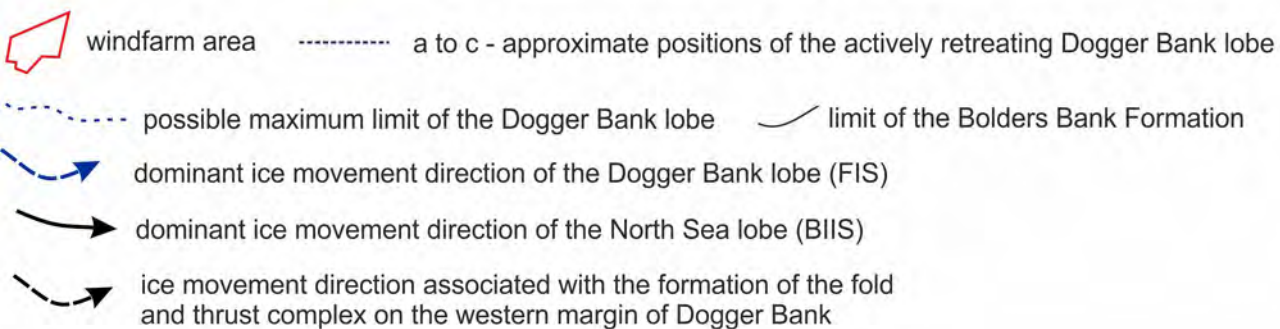 windfarm area a to c - approximate positions of the actively retreating Dogger Bank lobe
possible maximum limit of the Dogger Bank lobe limit of the Bolders Bank Formation
dominant ice movement direction of the Dogger Bank lobe (FIS)
dominant ice movement direction of the North Sea lobe (BIIS)
ice movement direction associated with the formation of the fold
and thrust complex on the western margin of Dogger Bank